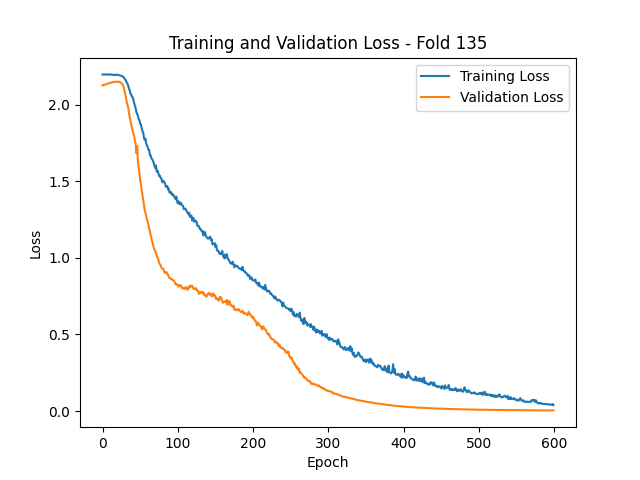 Training and Validation Loss - Fold 135
Training Loss
Validation Loss
Loss
2.0
1.5
1.0
0.5
0.0
0 100 200 300 400 500 600
Epoch